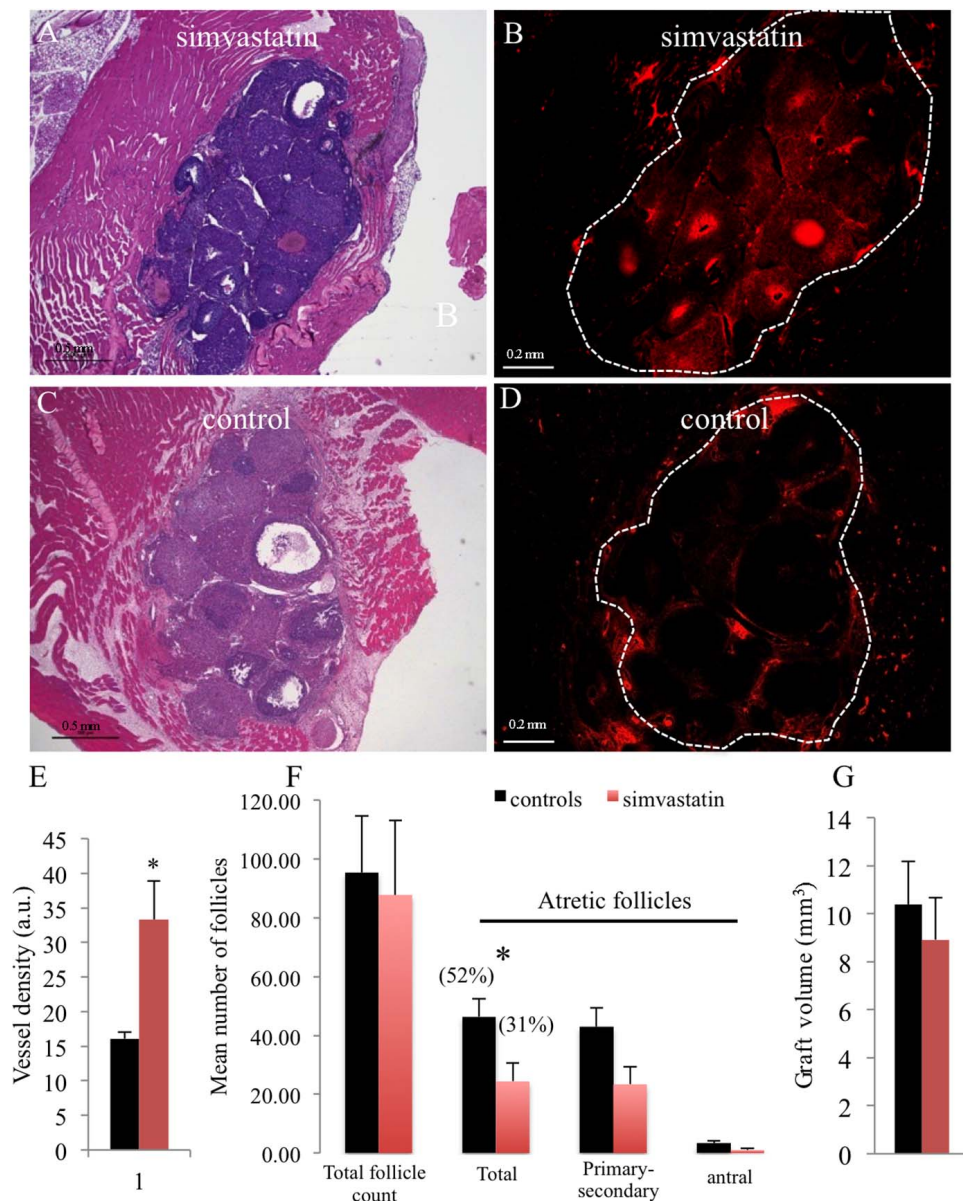 A
simvastatin
B
0.5 mm
B
simvastatin
0.2 mm
C
control
0.5 mm
D
control
0.2 mm
E
Vessel density (a.u.)
45
40
35
30
25
20
15
10
5
0
*
1
F
Mean number of follicles
120.00
100.00
80.00
60.00
40.00
20.00
0.00
controls simvastatin
Atretic follicles
*
(52%)
(31%)
Total follicle
count
Total
Primary-
secondary
antral
G
Graft volume (mm³)
14
12
10
8
6
4
2
0